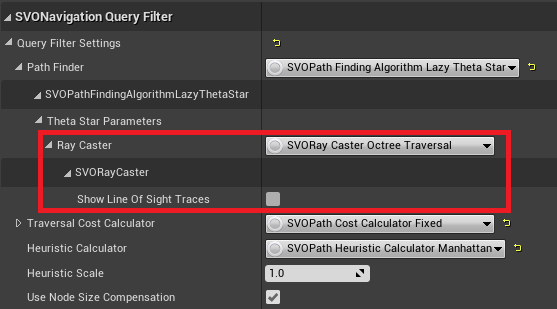 SVONavigation Query Filter
Query Filter Settings
Path Finder SVOPath Finding Algorithm Lazy Theta Star
SVOPathFindingAlgorithmLazyThetaStar
Theta Star Parameters
Ray Caster SVORay Caster Octree Traversal
SVORayCaster
Show Line Of Sight Traces
Traversal Cost Calculator SVOPath Cost Calculator Fixed
Heuristic Calculator SVOPath Heuristic Calculator Manhattan
Heuristic Scale 1.0
Use Node Size Compensation